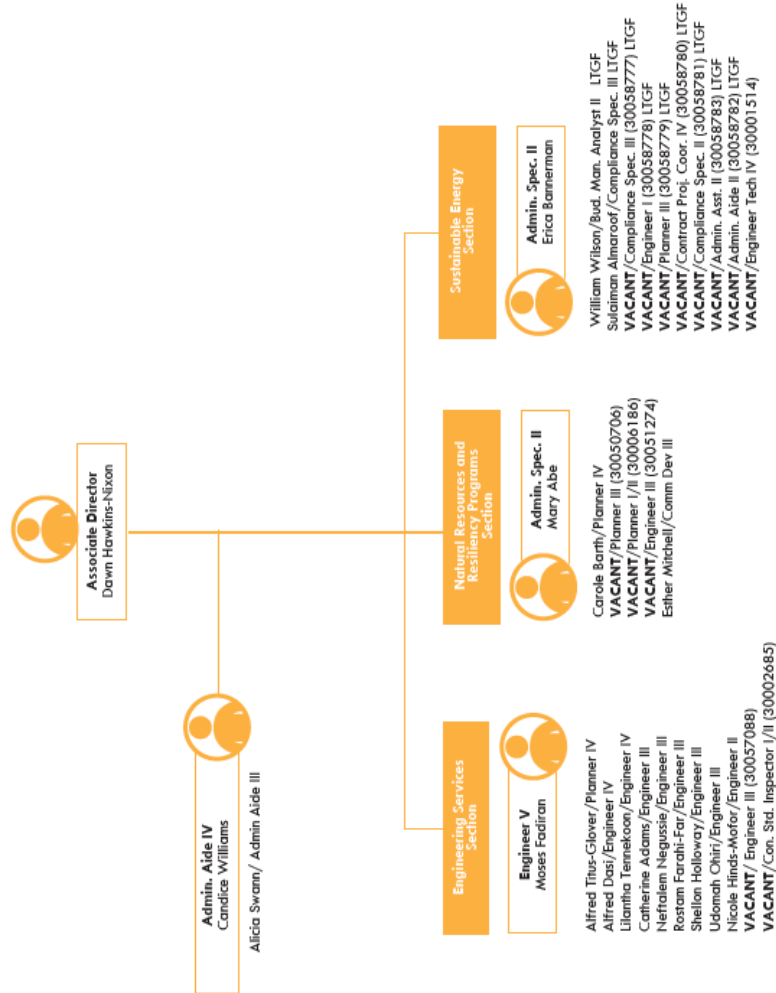 Associate Director
Dawn Hawkins-Nixon
Admin. Aide IV
Candice Williams
Alicia Swann/ Admin Aide III
Engineering Services
Section
Engineer V
Moses Fadiran
Alfred Titus-Glover/Planner IV
Alfred Dasi/Engineer IV
Lilantha Tennekoon/Engineer IV
Catherine Adams/Engineer III
Neftalem Negussie/Engineer III
Rostam Farahi-Far/Engineer III
Shellon Holloway/Engineer III
Udomah Ohiri/Engineer III
Nicole Hinds-Mofor/Engineer II
VACANT/ Engineer III (30057088)
VACANT/Con. Std. Inspector I/II (30002685)
Natural Resources and
Resiliency Programs
Section
Admin. Spec. II
Mary Abe
Carole Barth/Planner IV
VACANT/Planner III (30050706)
VACANT/Planner I/II (30006186)
VACANT/Engineer III (30051274)
Esther Mitchell/Comm Dev III
Sustainable Energy
Section
Admin. Spec. II
Erica Bannerman
William Wilson/Bud. Man. Analyst II LTGF
Sulaiman Almaroof/Compliance Spec. III LTGF
VACANT/Compliance Spec. III (30058777) LTGF
VACANT/Engineer I (30058778) LTGF
VACANT/Planner III (30058779) LTGF
VACANT/Contract Proj. Coor. IV (30058780) LTGF
VACANT/Compliance Spec. II (30058781) LTGF
VACANT/Admin. Asst. II (30058783) LTGF
VACANT/Admin. Aide II (30058782) LTGF
VACANT/Engineer Tech IV (30001514)